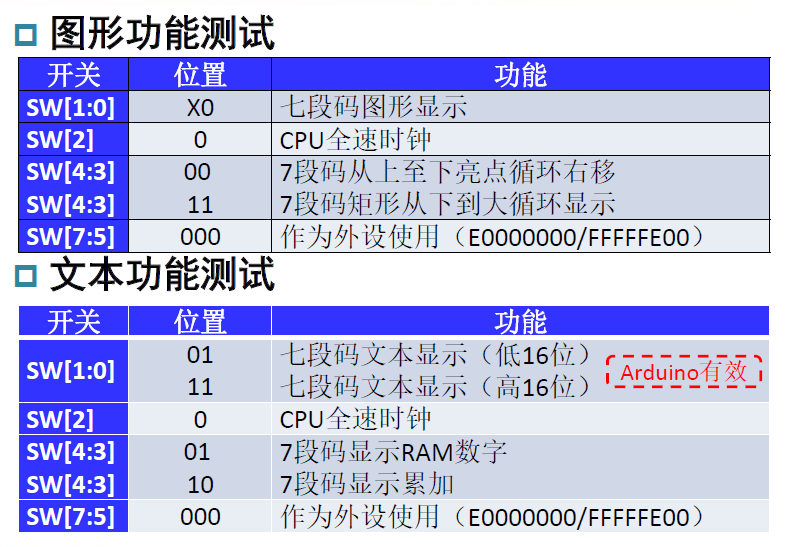 图形功能测试
开关 位置 功能
SW[1:0] X0 七段码图形显示
SW[2] 0 CPU全速时钟
SW[4:3] 00 7段码从上至下亮点循环右移
SW[4:3] 11 7段码矩形从下到大循环显示
SW[7:5] 000 作为外设使用（E0000000/FFFFFE00）
文本功能测试
开关 位置 功能
SW[1:0] 01 七段码文本显示（低16位）
11 七段码文本显示（高16位）
Arduino有效
SW[2] 0 CPU全速时钟
SW[4:3] 01 7段码显示RAM数字
SW[4:3] 10 7段码显示累加
SW[7:5] 000 作为外设使用（E0000000/FFFFFE00）